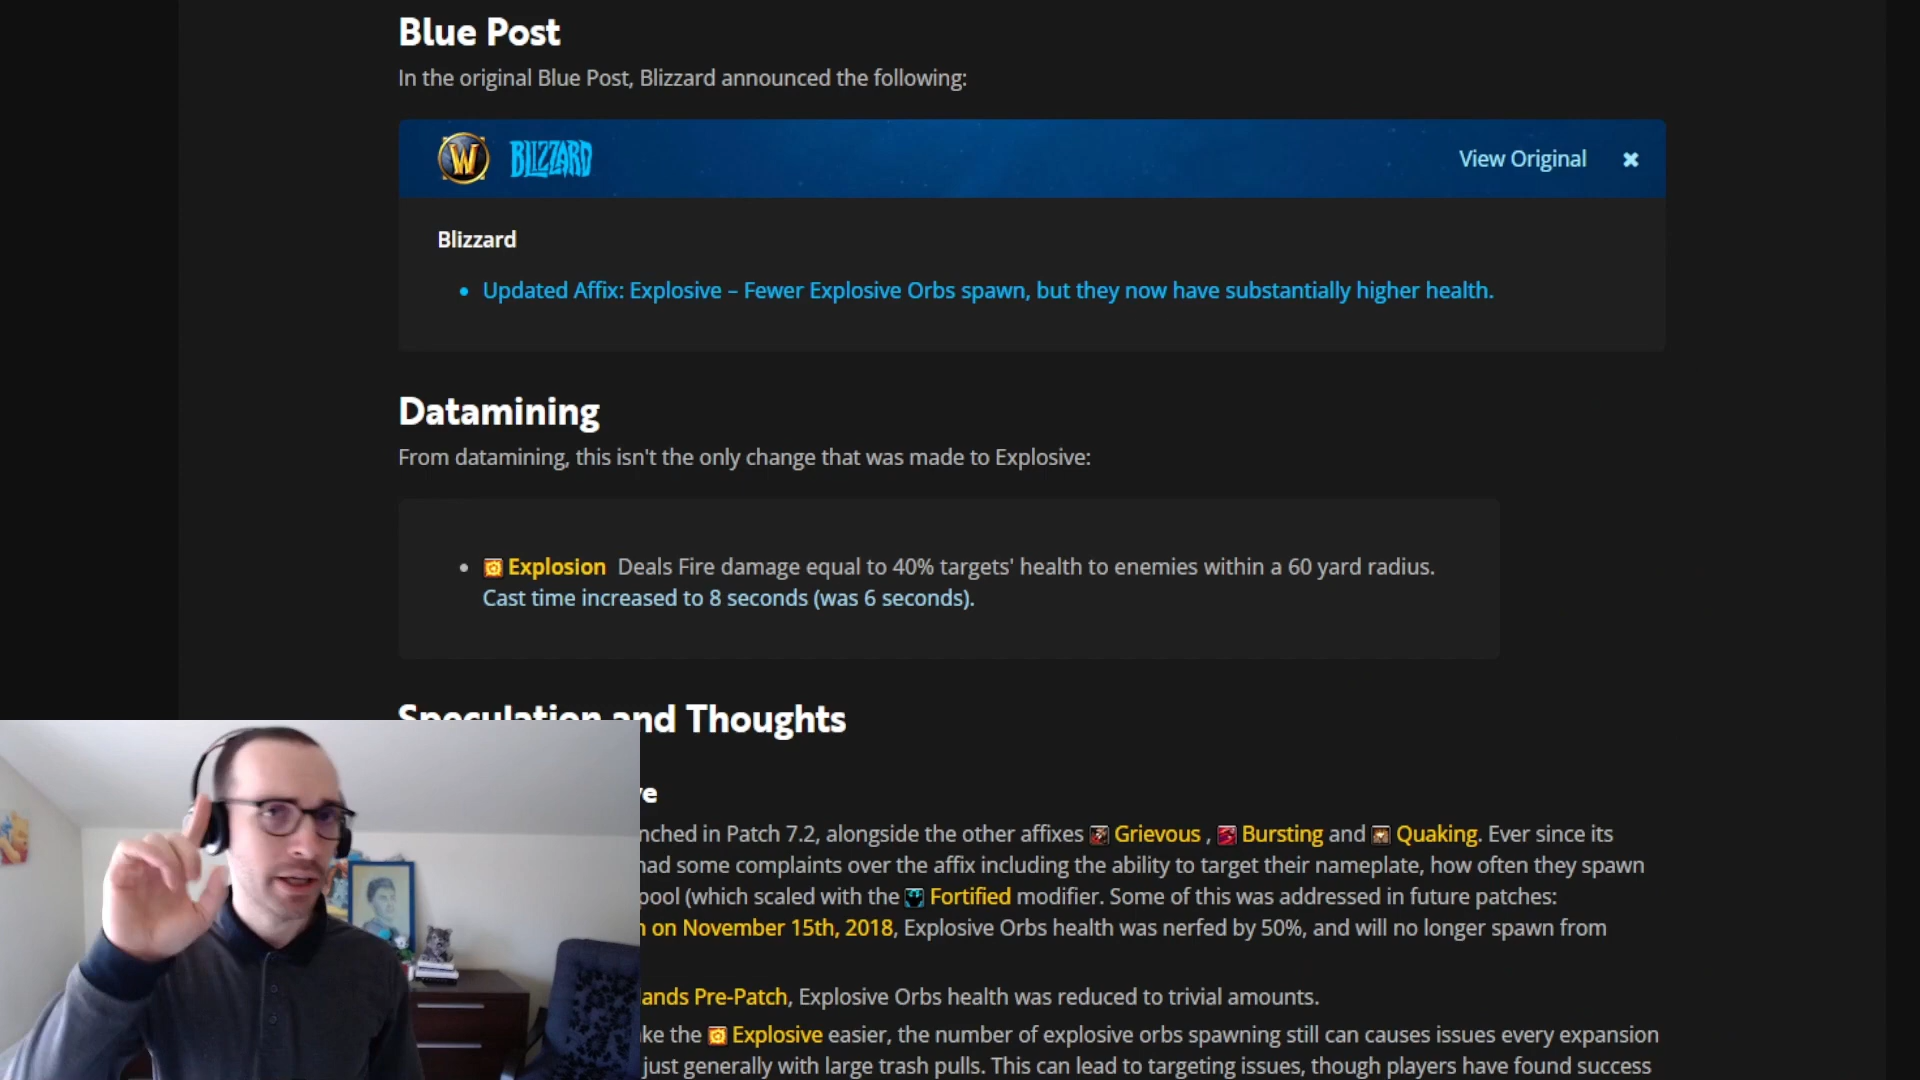 Blue Post
In the original Blue Post, Blizzard announced the following:
W BLIZZARD View Original ✖
Blizzard
• Updated Affix: Explosive – Fewer Explosive Orbs spawn, but they now have substantially higher health.
Datamining
From datamining, this isn't the only change that was made to Explosive:
• Explosion Deals Fire damage equal to 40% targets' health to enemies within a 60 yard radius.
Cast time increased to 8 seconds (was 6 seconds).
Speculation and Thoughts
ve
nched in Patch 7.2, alongside the other affixes Grievous , Bursting and Quaking. Ever since its
had some complaints over the affix including the ability to target their nameplate, how often they spawn
pool (which scaled with the Fortified modifier. Some of this was addressed in future patches:
n on November 15th, 2018, Explosive Orbs health was nerfed by 50%, and will no longer spawn from
ands Pre-Patch, Explosive Orbs health was reduced to trivial amounts.
ke the Explosive easier, the number of explosive orbs spawning still can causes issues every expansion
just generally with large trash pulls. This can lead to targeting issues, though players have found success